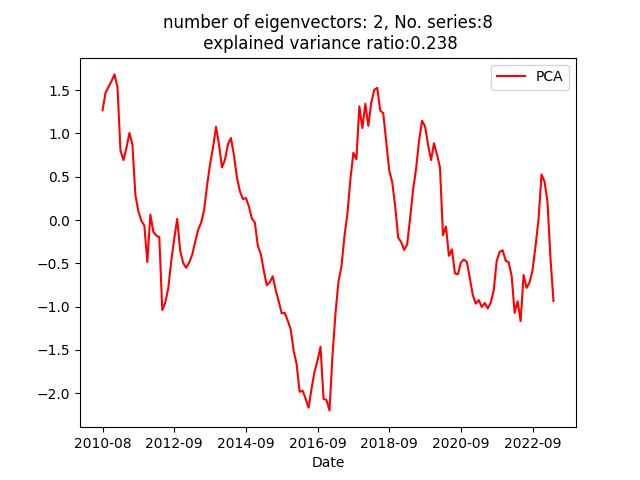 number of eigenvectors: 2, No. series:8
explained variance ratio:0.238
PCA
1.5
1.0
0.5
0.0
−0.5
−1.0
−1.5
−2.0
2010-08 2012-09 2014-09 2016-09 2018-09 2020-09 2022-09
Date